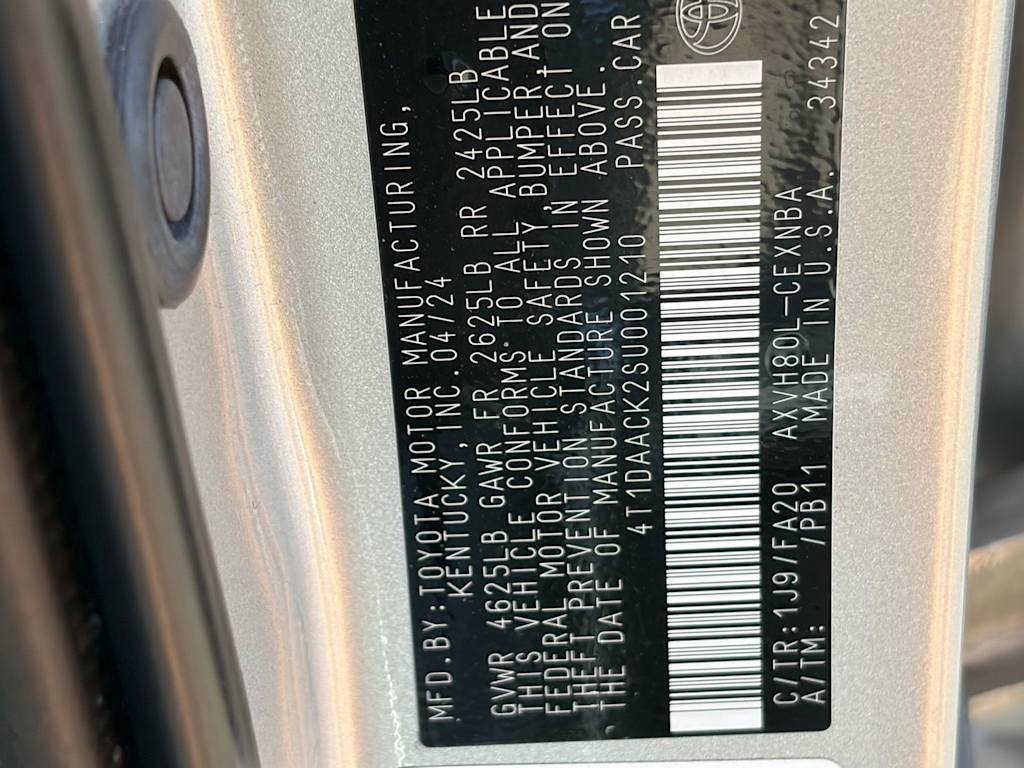 MFD.BY:TOYOTA MOTOR MANUFACTURING,
KENTUCKY,INC.04/24
GVWR 4625LB GAWR FR 2625LB RR 2425LB
THIS VEHICLE CONFORMS TO ALL APPLICABLE
FEDERAL MOTOR VEHICLE SAFETY BUMPER,AND
THEFT PREVENTION STANDARDS IN EFFECT ON
THE DATE OF MANUFACTURE SHOWN ABOVE.
4T1DAACK2SU001210 PASS.CAR
C/TR:1J9/FA20 AXVH80L-CEXNBA
A/TM: /PB11 MADE IN U.S.A. 34342